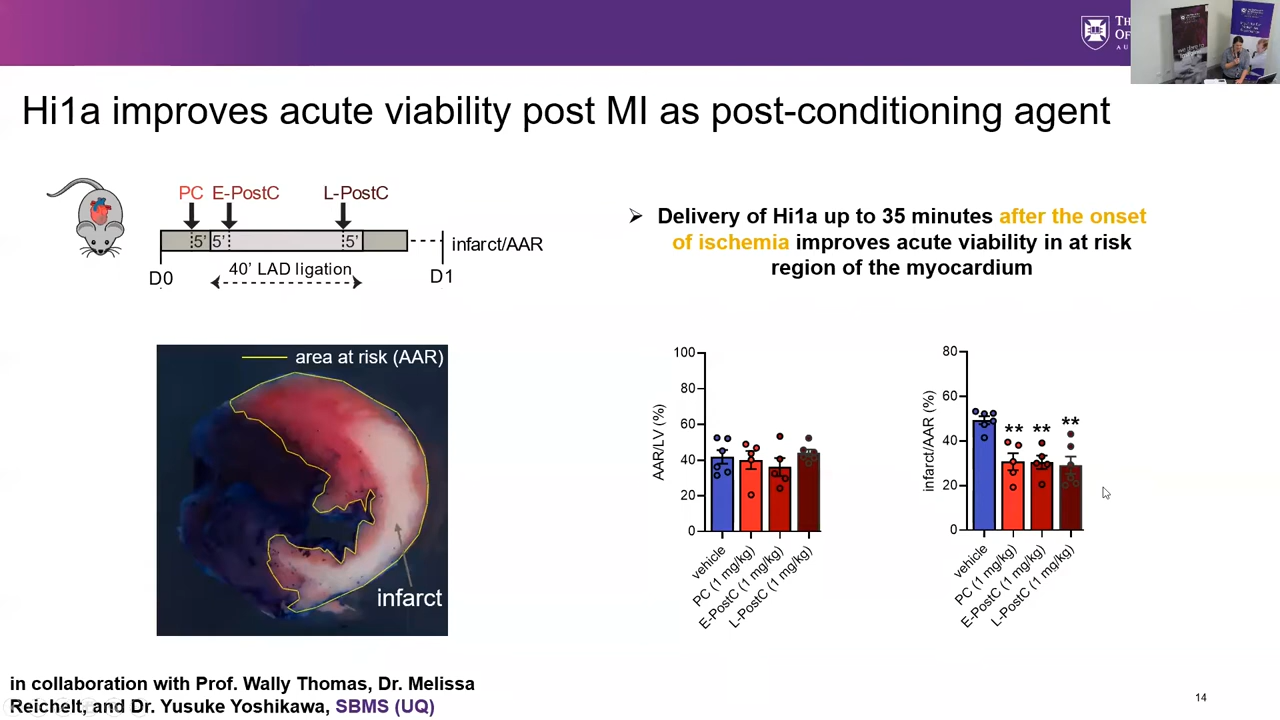 Hi1a improves acute viability post MI as post-conditioning agent
PC E-PostC L-PostC
5' 5' 5'
infarct/AAR
40' LAD ligation
D0 D1
➢ Delivery of Hi1a up to 35 minutes after the onset
of ischemia improves acute viability in at risk
region of the myocardium
area at risk (AAR)
infarct
AAR/LV (%)
100
80
60
40
20
0
vehicle
PC (1 mg/kg)
E-PostC (1 mg/kg)
L-PostC (1 mg/kg)
infarct/AAR (%)
80
60
40
20
0
** ** **
vehicle
PC (1 mg/kg)
E-PostC (1 mg/kg)
L-PostC (1 mg/kg)
in collaboration with Prof. Wally Thomas, Dr. Melissa
Reichelt, and Dr. Yusuke Yoshikawa, SBMS (UQ)
14